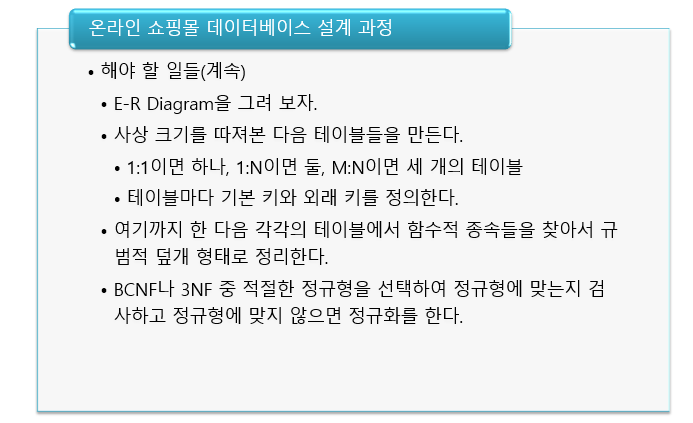 온라인 쇼핑몰 데이터베이스 설계 과정
• 해야 할 일들(계속)
• E-R Diagram을 그려 보자.
• 사상 크기를 따져본 다음 테이블들을 만든다.
• 1:1이면 하나, 1:N이면 둘, M:N이면 세 개의 테이블
• 테이블마다 기본 키와 외래 키를 정의한다.
• 여기까지 한 다음 각각의 테이블에서 함수적 종속들을 찾아서 규
범적 덮개 형태로 정리한다.
• BCNF나 3NF 중 적절한 정규형을 선택하여 정규형에 맞는지 검
사하고 정규형에 맞지 않으면 정규화를 한다.